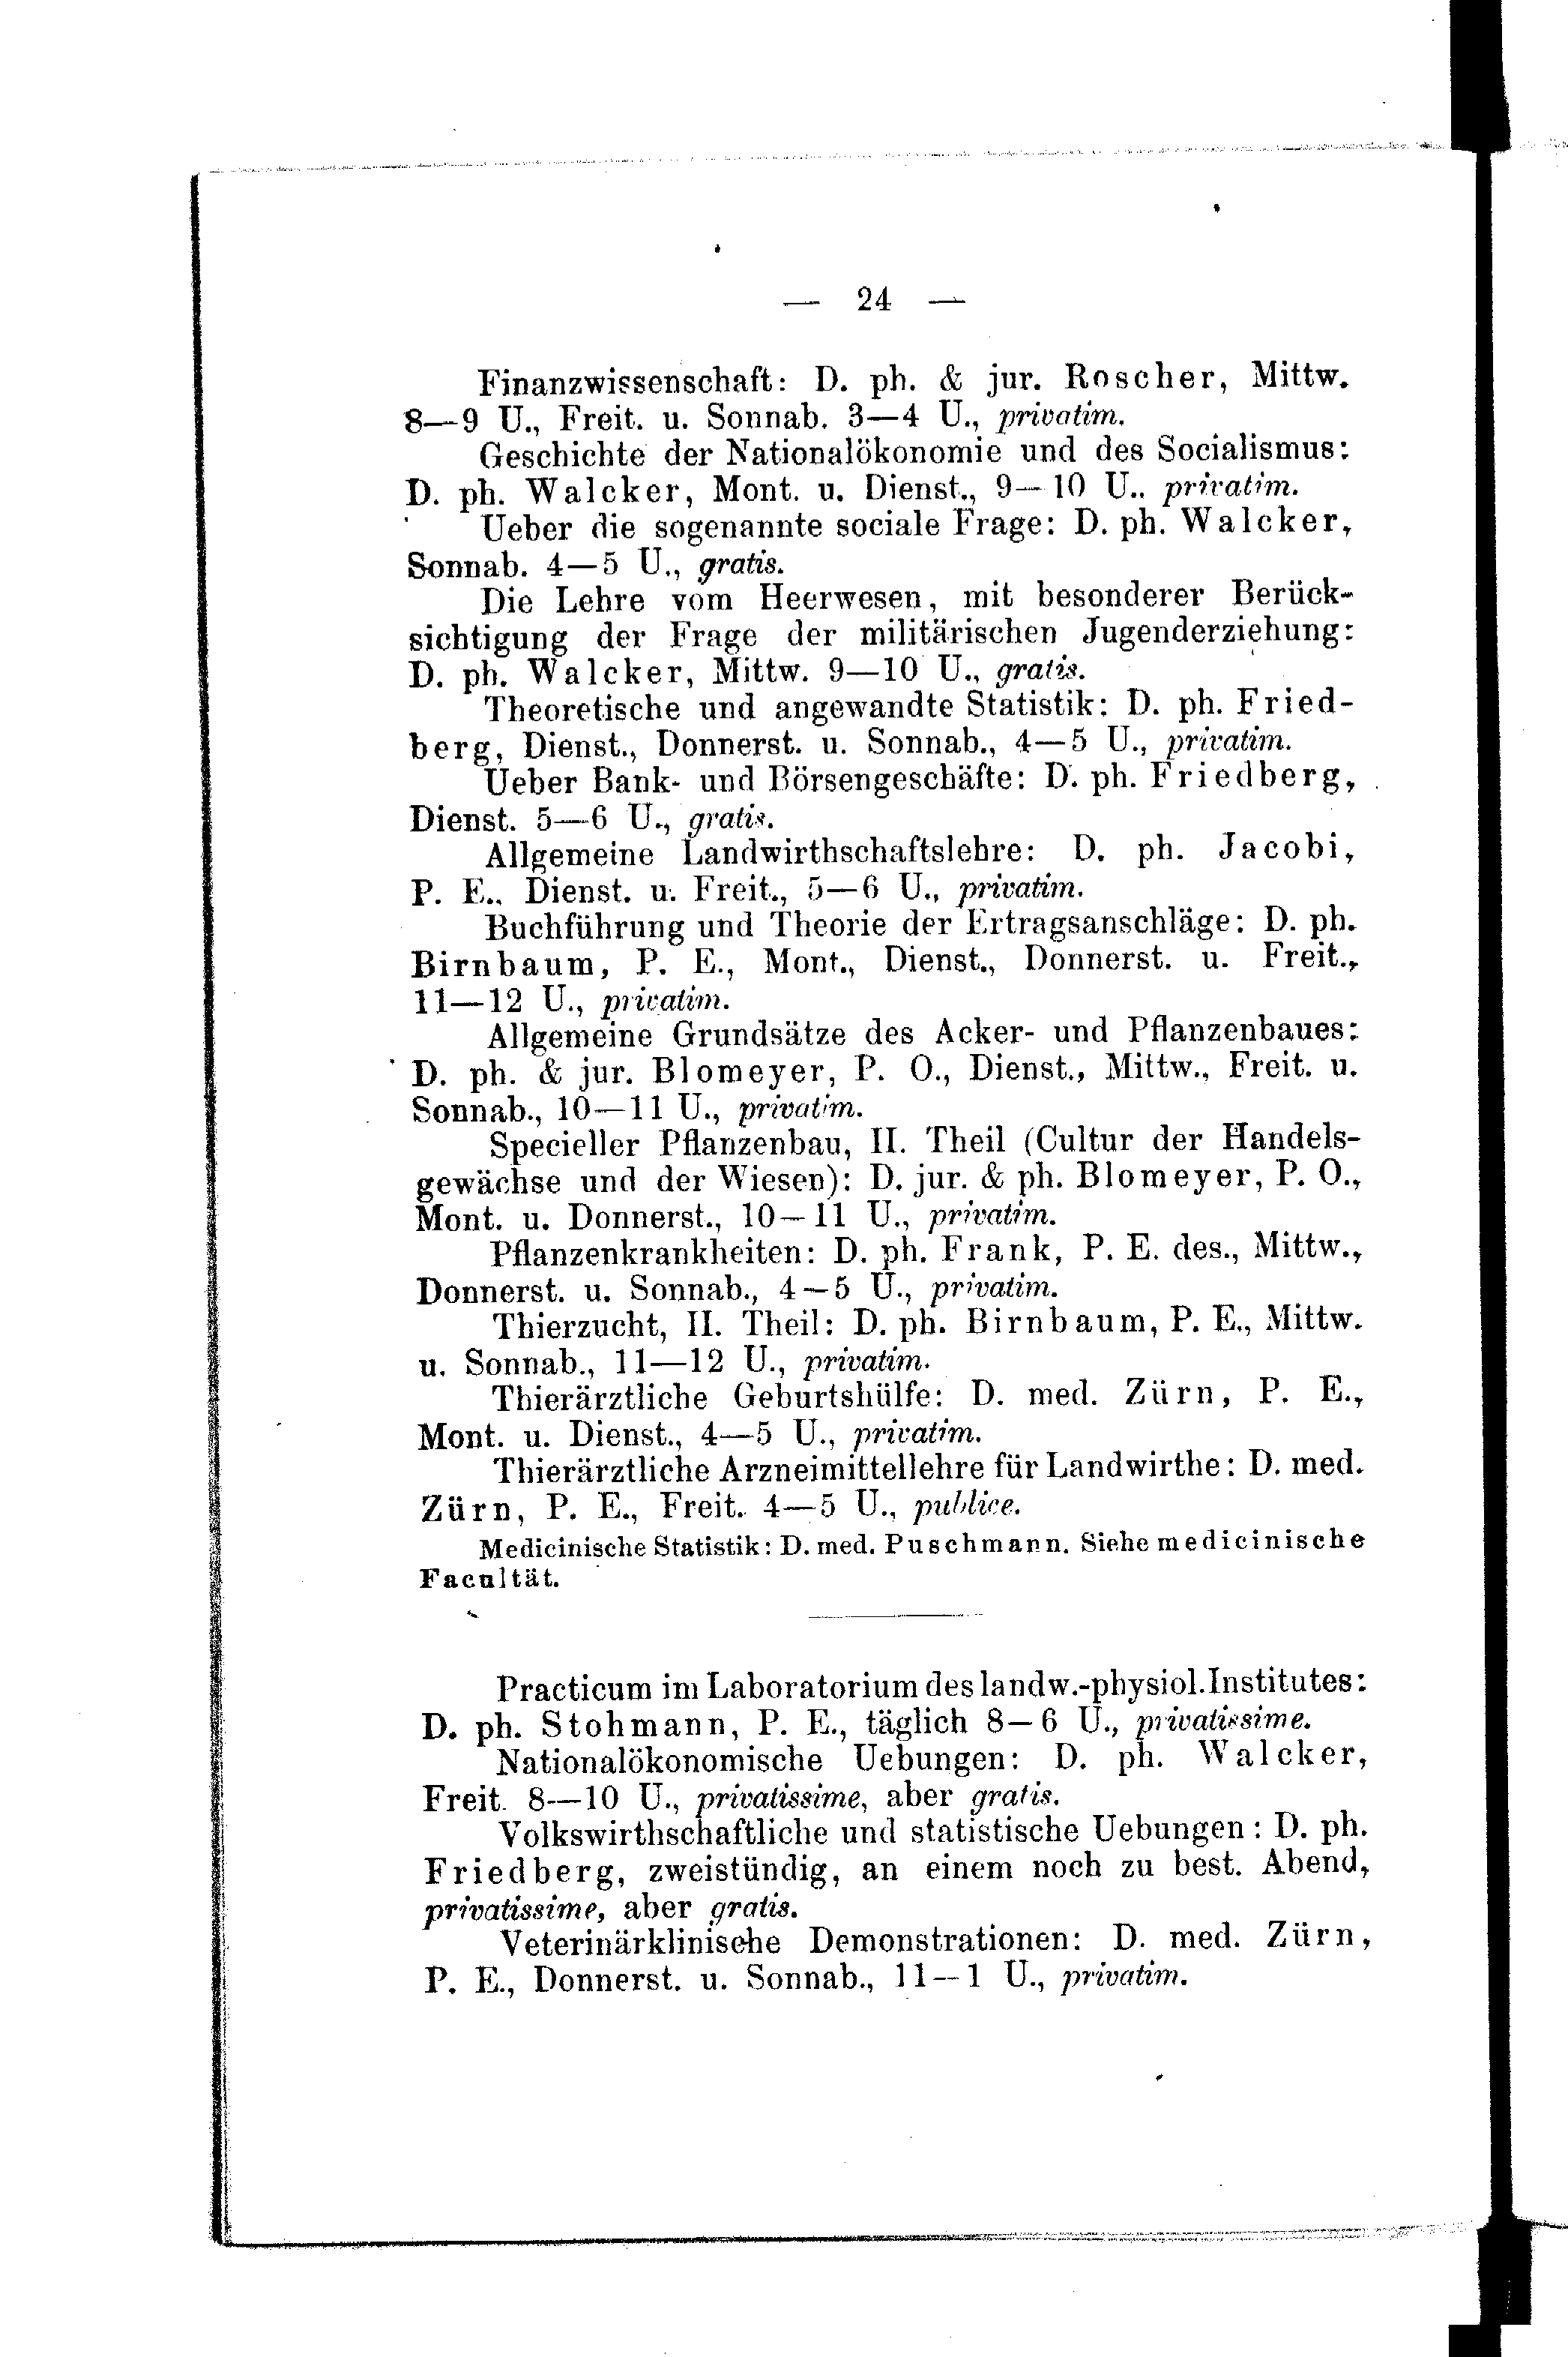 — 24 —
Finanzwissenschaft: D. ph. & jur. Roscher, Mittw.
8—9 U., Freit. u. Sonnab. 3—4 U., privatim.
Geschichte der Nationalökonomie und des Socialismus:
D. ph. Walcker, Mont. u. Dienst., 9—10 U.. privatim.
Ueber die sogenannte sociale Frage: D. ph. Walcker,
Sonnab. 4—5 U., gratis.
Die Lehre vom Heerwesen, mit besonderer Berück-
sichtigung der Frage der militärischen Jugenderziehung:
D. ph. Walcker, Mittw. 9—10 U., gratis.
Theoretische und angewandte Statistik: D. ph. Fried-
berg, Dienst., Donnerst. u. Sonnab., 4—5 U., privatim.
Ueber Bank- und Börsengeschäfte: D. ph. Friedberg,
Dienst. 5—6 U., gratis.
Allgemeine Landwirthschaftslehre: D. ph. Jacobi,
P. E., Dienst. u. Freit., 5—6 U., privatim.
Buchführung und Theorie der Ertragsanschläge: D. ph.
Birnbaum, P. E., Mont., Dienst., Donnerst. u. Freit.,
11—12 U., privatim.
Allgemeine Grundsätze des Acker- und Pflanzenbaues:
D. ph. & jur. Blomeyer, P. O., Dienst., Mittw., Freit. u.
Sonnab., 10—11 U., privatim.
Specieller Pflanzenbau, II. Theil (Cultur der Handels-
gewächse und der Wiesen): D. jur. & ph. Blomeyer, P. O.,
Mont. u. Donnerst., 10—11 U., privatim.
Pflanzenkrankheiten: D. ph. Frank, P. E. des., Mittw.,
Donnerst. u. Sonnab., 4—5 U., privatim.
Thierzucht, II. Theil: D. ph. Birnbaum, P. E., Mittw.
u. Sonnab., 11—12 U., privatim.
Thierärztliche Geburtshülfe: D. med. Zürn, P. E.,
Mont. u. Dienst., 4—5 U., privatim.
Thierärztliche Arzneimittellehre für Landwirthe: D. med.
Zürn, P. E., Freit. 4—5 U., publice.
Medicinische Statistik: D. med. Puschmann. Siehe medicinische
Facultät.
Practicum im Laboratorium des landw.-physiol. Institutes:
D. ph. Stohmann, P. E., täglich 8—6 U., privatissime.
Nationalökonomische Uebungen: D. ph. Walcker,
Freit. 8—10 U., privatissime, aber gratis.
Volkswirthschaftliche und statistische Uebungen: D. ph.
Friedberg, zweistündig, an einem noch zu best. Abend,
privatissime, aber gratis.
Veterinärklinische Demonstrationen: D. med. Zürn,
P. E., Donnerst. u. Sonnab., 11—1 U., privatim.